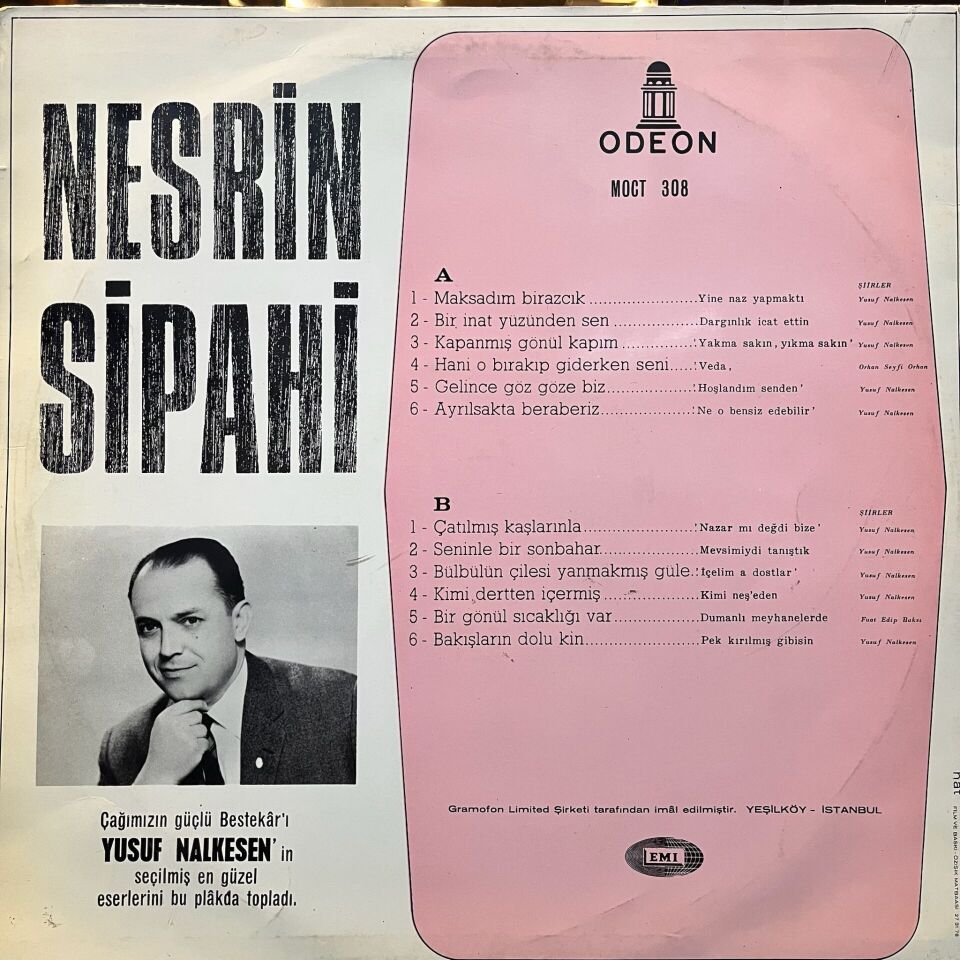 NESRİN
SİPAHİ
Çağımızın güçlü Bestekâr'ı
YUSUF NALKESEN'in
seçilmiş en güzel
eserlerini bu plâkda topladı.
ODEON
MOCT 308
A
ŞİİRLER
1 - Maksadım birazcık ...................... Yine naz yapmaktı Yusuf Nalkesen
2 - Bir inat yüzünden sen ................. Dargınlık icat ettin Yusuf Nalkesen
3 - Kapanmış gönül kapım ...............' Yakma sakın, yıkma sakın' Yusuf Nalkesen
4 - Hani o bırakıp giderken seni.....' Veda, Orhan Seyfi Orhon
5 - Gelince göz göze biz..................' Hoşlandım senden' Yusuf Nalkesen
6 - Ayrılsakta beraberiz...................' Ne o bensiz edebilir' Yusuf Nalkesen
B
ŞİİRLER
1 - Çatılmış kaşlarınla.......................' Nazar mı değdi bize' Yusuf Nalkesen
2 - Seninle bir sonbahar.................... Mevsimiydi tanıştık Yusuf Nalkesen
3 - Bülbülün çilesi yanmakmış güle.' İçelim a dostlar' Yusuf Nalkesen
4 - Kimi dertten içermiş ................... Kimi neş'eden Yusuf Nalkesen
5 - Bir gönül sıcaklığı var................. Dumanlı meyhanelerde Fuat Edip Baksı
6 - Bakışların dolu kin....................... Pek kırılmış gibisin Yusuf Nalkesen
Gramofon Limited Şirketi tarafından imâl edilmiştir. YEŞİLKÖY - İSTANBUL
EMI
FİLM VE BASKI